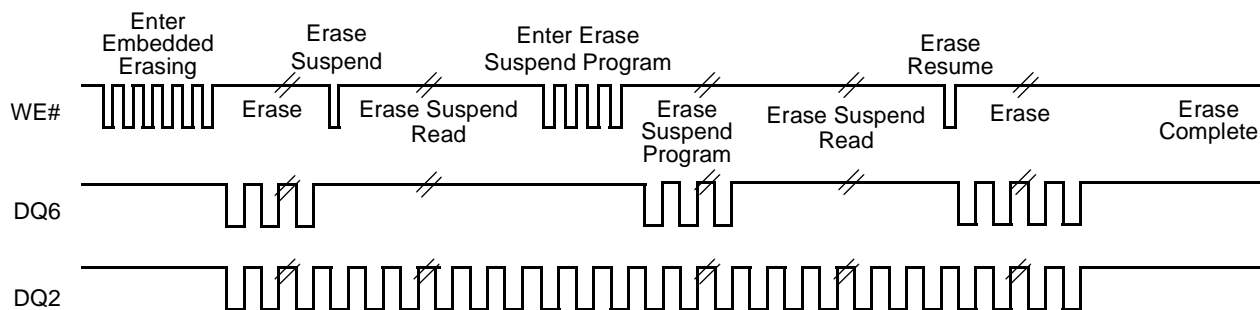 Enter
Embedded
Erasing
Erase
Suspend
Enter Erase
Suspend Program
Erase
Resume
WE#
Erase
Erase Suspend
Read
Erase
Suspend
Program
Erase Suspend
Read
Erase
Erase
Complete
DQ6
DQ2